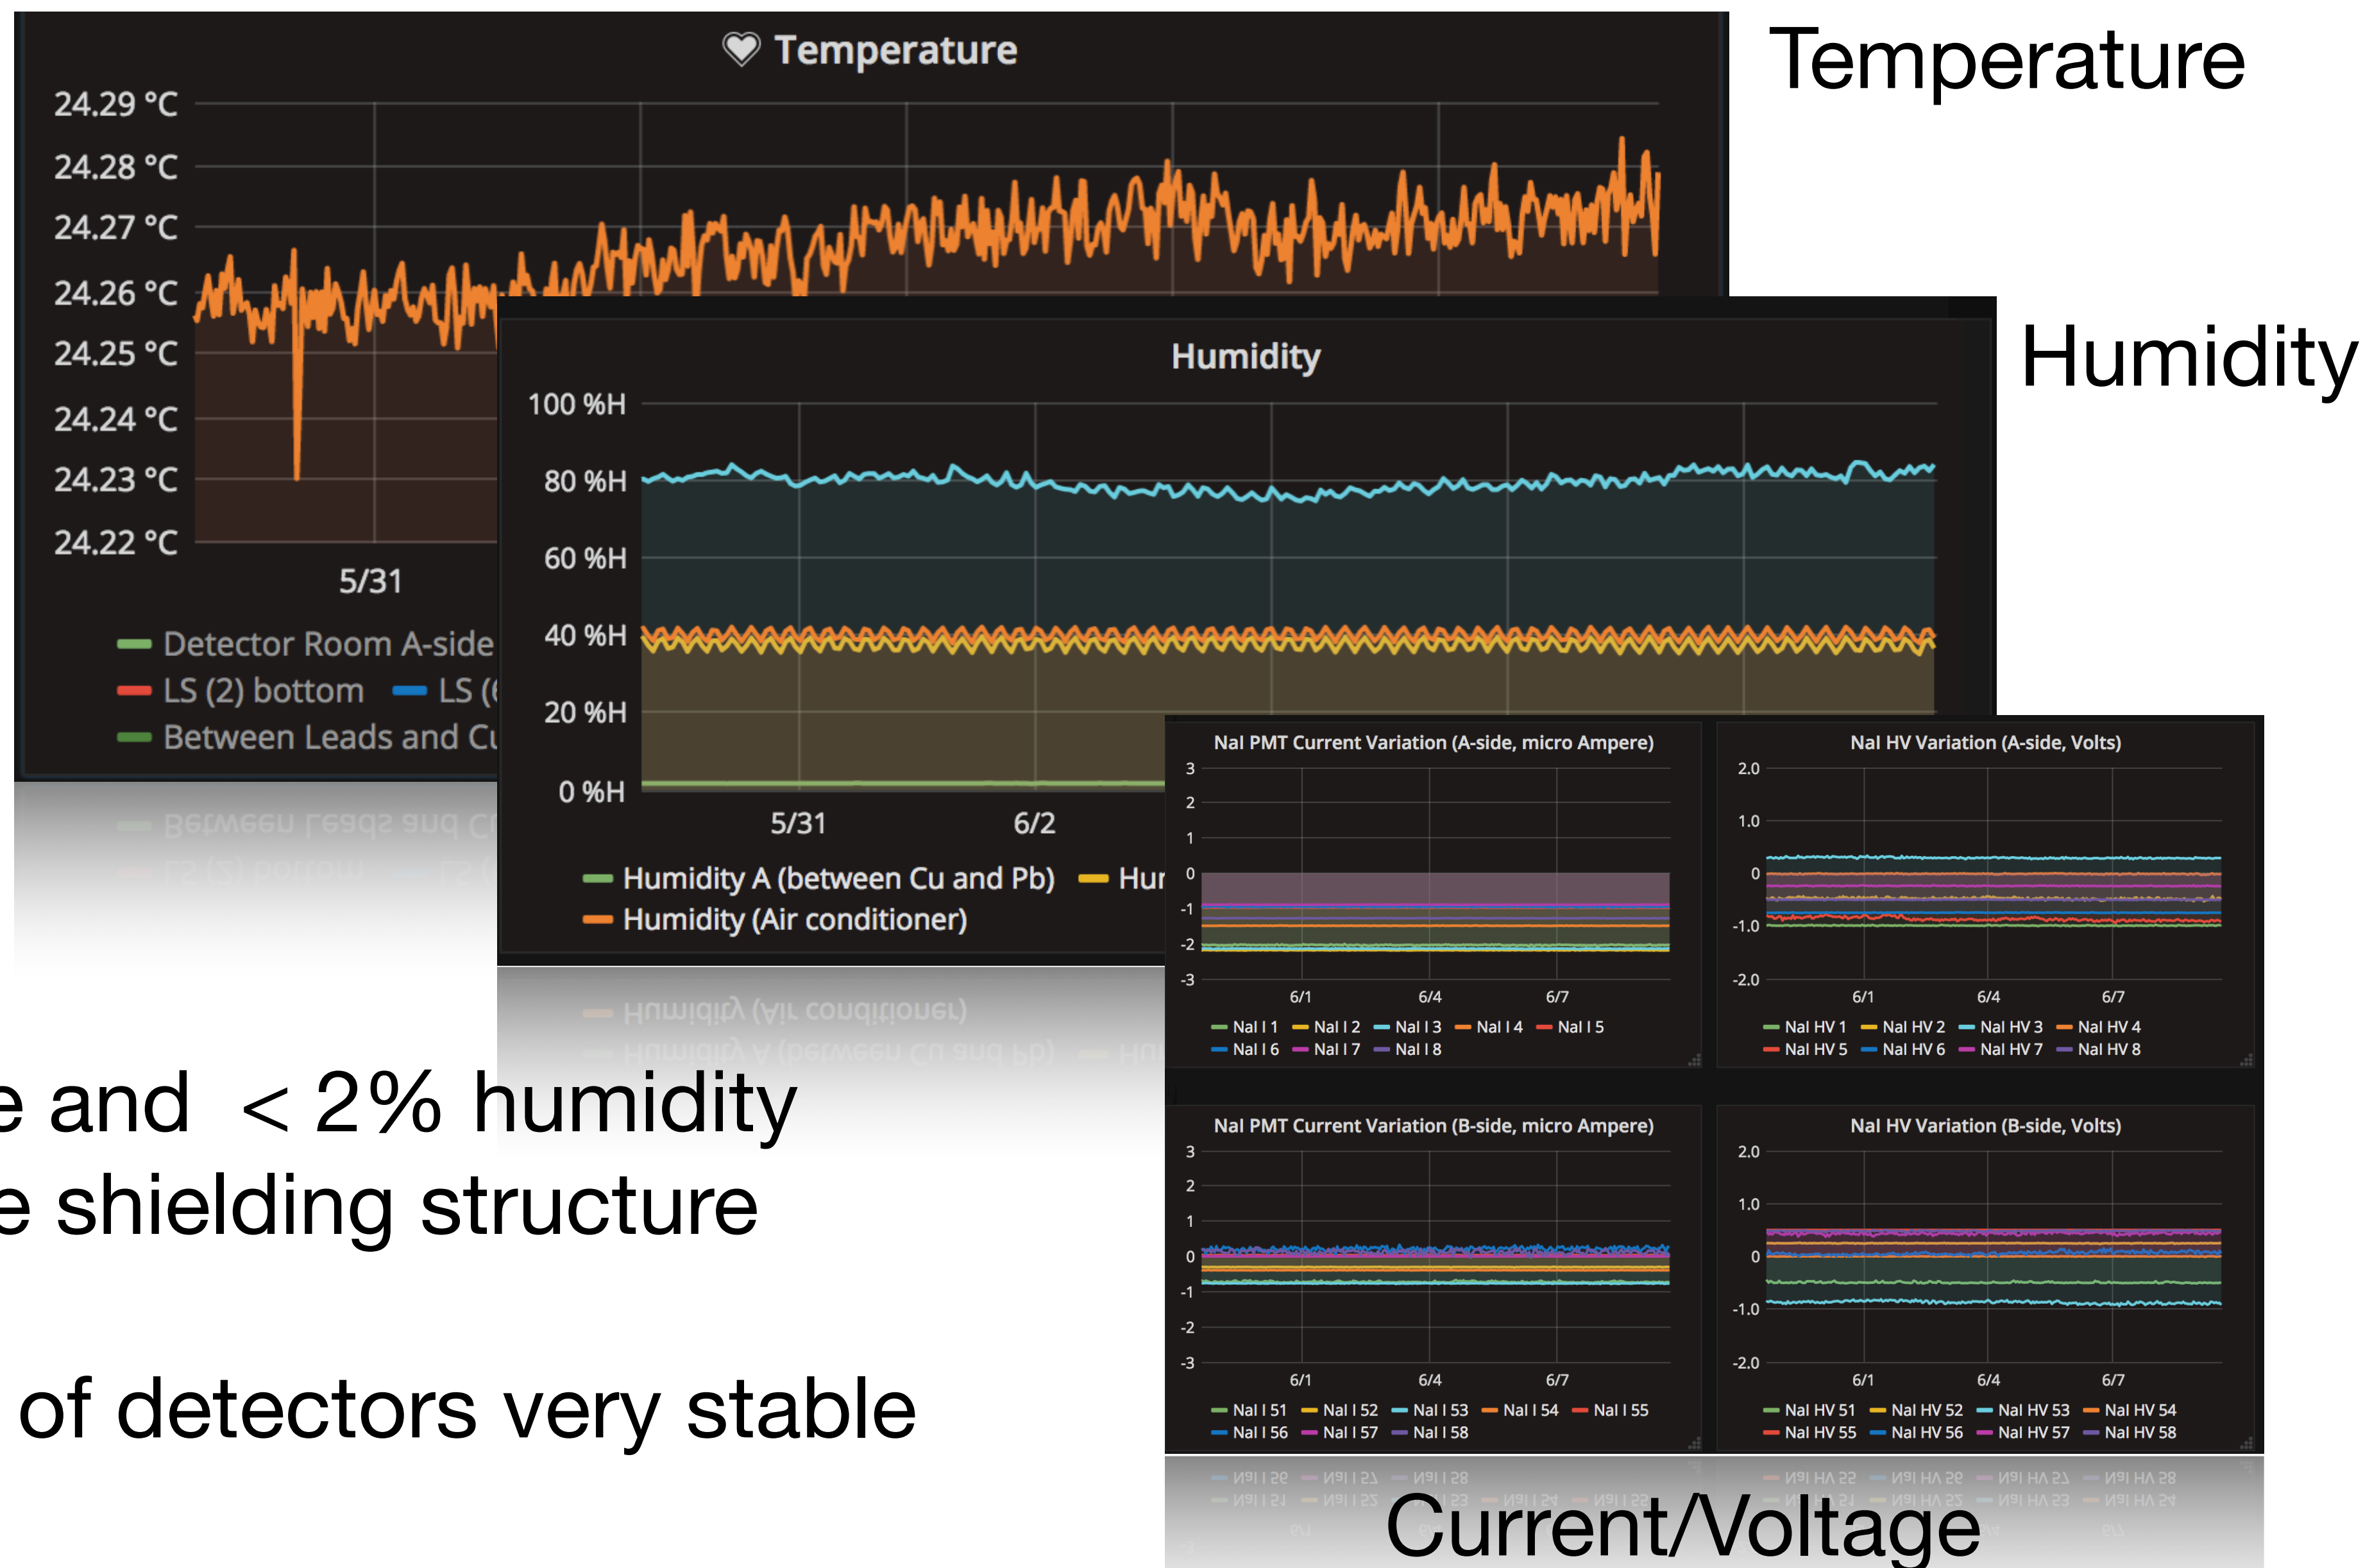 Temperature
Temperature
24.29 °C
24.28 °C
24.27 °C
24.26 °C
24.25 °C
24.24 °C
24.23 °C
24.22 °C
5/31
Detector Room A-side
LS (2) bottom LS (6
Between Leads and Cu
Humidity
Humidity
100 %H
80 %H
60 %H
40 %H
20 %H
0 %H
5/31 6/2
Humidity A (between Cu and Pb) Hu
Humidity (Air conditioner)
NaI PMT Current Variation (A-side, micro Ampere)
3
2
1
0
-1
-2
-3
6/1 6/4 6/7
NaI I 1 NaI I 2 NaI I 3 NaI I 4 NaI I 5
NaI I 6 NaI I 7 NaI I 8
NaI HV Variation (A-side, Volts)
2.0
1.0
0
-1.0
-2.0
6/1 6/4 6/7
NaI HV 1 NaI HV 2 NaI HV 3 NaI HV 4
NaI HV 5 NaI HV 6 NaI HV 7 NaI HV 8
NaI PMT Current Variation (B-side, micro Ampere)
3
2
1
0
-1
-2
-3
6/1 6/4 6/7
NaI I 51 NaI I 52 NaI I 53 NaI I 54 NaI I 55
NaI I 56 NaI I 57 NaI I 58
NaI HV Variation (B-side, Volts)
2.0
1.0
0
-1.0
-2.0
6/1 6/4 6/7
NaI HV 51 NaI HV 52 NaI HV 53 NaI HV 54
NaI HV 55 NaI HV 56 NaI HV 57 NaI HV 58
e and < 2% humidity
e shielding structure
of detectors very stable
Current/Voltage